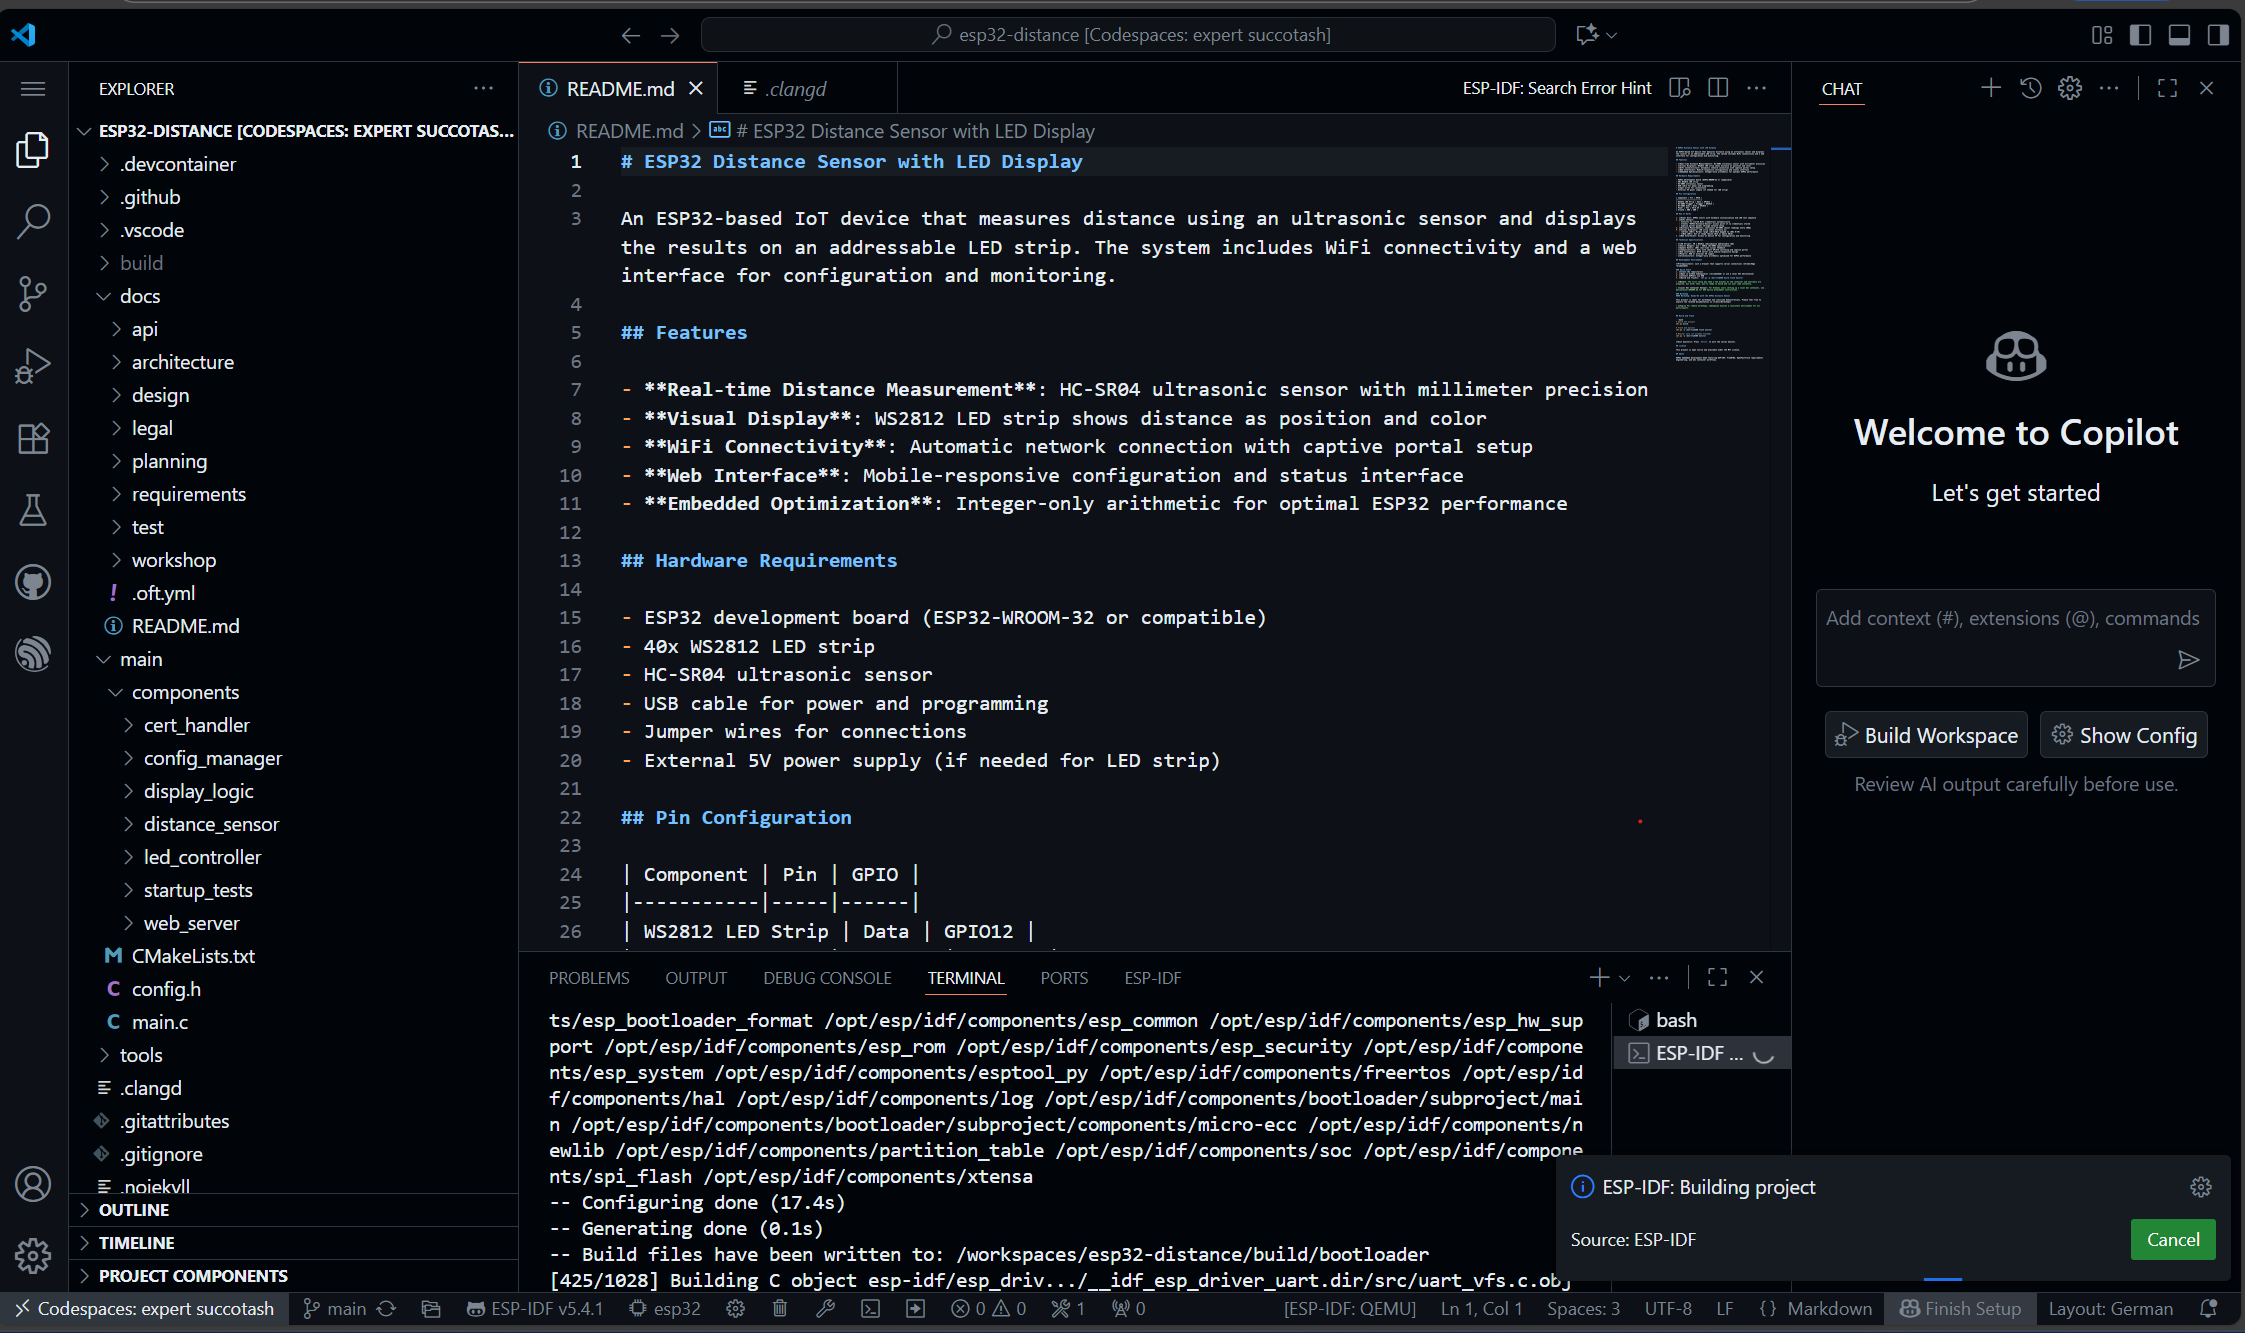 esp32-distance [Codespaces: expert succotash]
EXPLORER
ESP32-DISTANCE [CODESPACES: EXPERT SUCCOTAS...
.devcontainer
.github
.vscode
build
docs
api
architecture
design
legal
planning
requirements
test
workshop
! .oft.yml
README.md
main
components
cert_handler
config_manager
display_logic
distance_sensor
led_controller
startup_tests
web_server
M CMakeLists.txt
C config.h
C main.c
tools
.clangd
.gitattributes
.gitignore
.nojekyll
OUTLINE
TIMELINE
PROJECT COMPONENTS
README.md
.clangd
ESP-IDF: Search Error Hint
README.md > abc # ESP32 Distance Sensor with LED Display
1 # ESP32 Distance Sensor with LED Display
2
3 An ESP32-based IoT device that measures distance using an ultrasonic sensor and displays
the results on an addressable LED strip. The system includes WiFi connectivity and a web
interface for configuration and monitoring.
4
5 ## Features
6
7 - **Real-time Distance Measurement**: HC-SR04 ultrasonic sensor with millimeter precision
8 - **Visual Display**: WS2812 LED strip shows distance as position and color
9 - **WiFi Connectivity**: Automatic network connection with captive portal setup
10 - **Web Interface**: Mobile-responsive configuration and status interface
11 - **Embedded Optimization**: Integer-only arithmetic for optimal ESP32 performance
12
13 ## Hardware Requirements
14
15 - ESP32 development board (ESP32-WROOM-32 or compatible)
16 - 40x WS2812 LED strip
17 - HC-SR04 ultrasonic sensor
18 - USB cable for power and programming
19 - Jumper wires for connections
20 - External 5V power supply (if needed for LED strip)
21
22 ## Pin Configuration
23
24 | Component | Pin | GPIO |
25 |-----------|-----|------|
26 | WS2812 LED Strip | Data | GPIO12 |
PROBLEMS
OUTPUT
DEBUG CONSOLE
TERMINAL
PORTS
ESP-IDF
ts/esp_bootloader_format /opt/esp/idf/components/esp_common /opt/esp/idf/components/esp_hw_sup
port /opt/esp/idf/components/esp_rom /opt/esp/idf/components/esp_security /opt/esp/idf/compone
nts/esp_system /opt/esp/idf/components/esptool_py /opt/esp/idf/components/freertos /opt/esp/id
f/components/hal /opt/esp/idf/components/log /opt/esp/idf/components/bootloader/subproject/mai
n /opt/esp/idf/components/bootloader/subproject/components/micro-ecc /opt/esp/idf/components/n
ewlib /opt/esp/idf/components/partition_table /opt/esp/idf/components/soc /opt/esp/idf/compone
nts/spi_flash /opt/esp/idf/components/xtensa
-- Configuring done (17.4s)
-- Generating done (0.1s)
-- Build files have been written to: /workspaces/esp32-distance/build/bootloader
[425/1028] Building C object esp-idf/esp_driv.../__idf_esp_driver_uart.dir/src/uart_vfs.c.obj
bash
ESP-IDF ...
CHAT
Welcome to Copilot
Let's get started
Add context (#), extensions (@), commands
Build Workspace
Show Config
Review AI output carefully before use.
ESP-IDF: Building project
Source: ESP-IDF
Cancel
Codespaces: expert succotash
main
ESP-IDF v5.4.1
esp32
0 0
1
0
[ESP-IDF: QEMU]
Ln 1, Col 1
Spaces: 3
UTF-8
LF
{} Markdown
Finish Setup
Layout: German